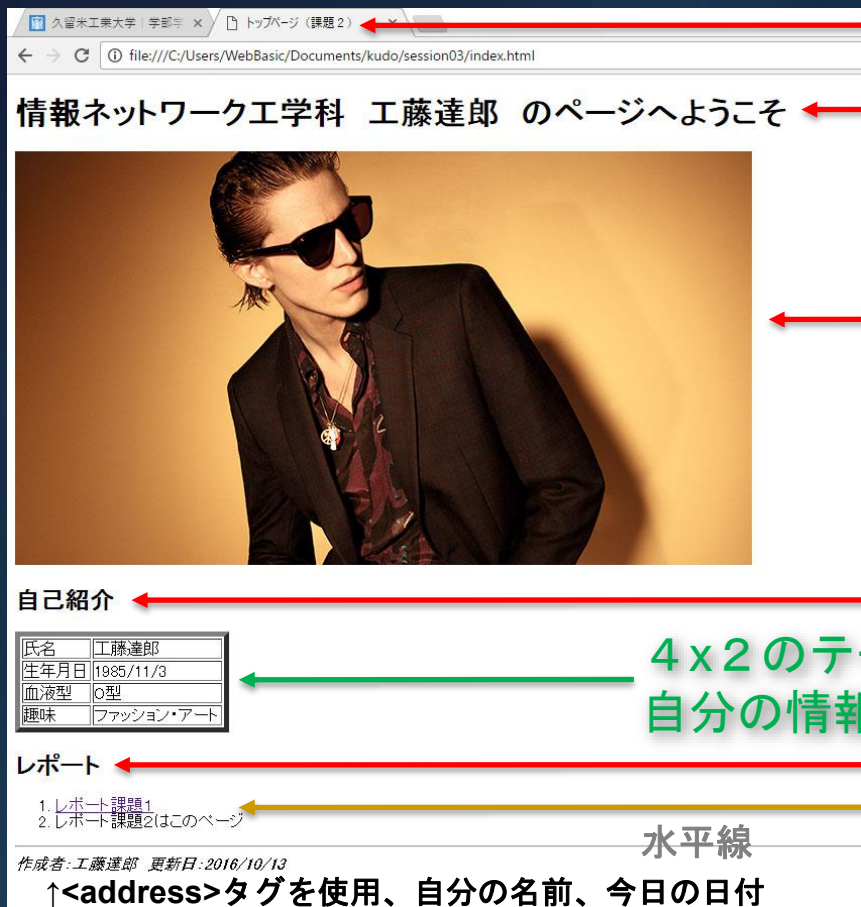 久留米工業大学｜学部学
トップページ（課題２）
file:///C:/Users/WebBasic/Documents/kudo/session03/index.html
情報ネットワーク工学科　工藤達郎　のページへようこそ
自己紹介
氏名 工藤達郎
生年月日 1985/11/3
血液型 O型
趣味 ファッション・アート
４x２のテ
自分の情報
レポート
1. レポート課題1
2. レポート課題2はこのページ
水平線
作成者:工藤達郎 更新日:2016/10/13
↑<address>タグを使用、自分の名前、今日の日付